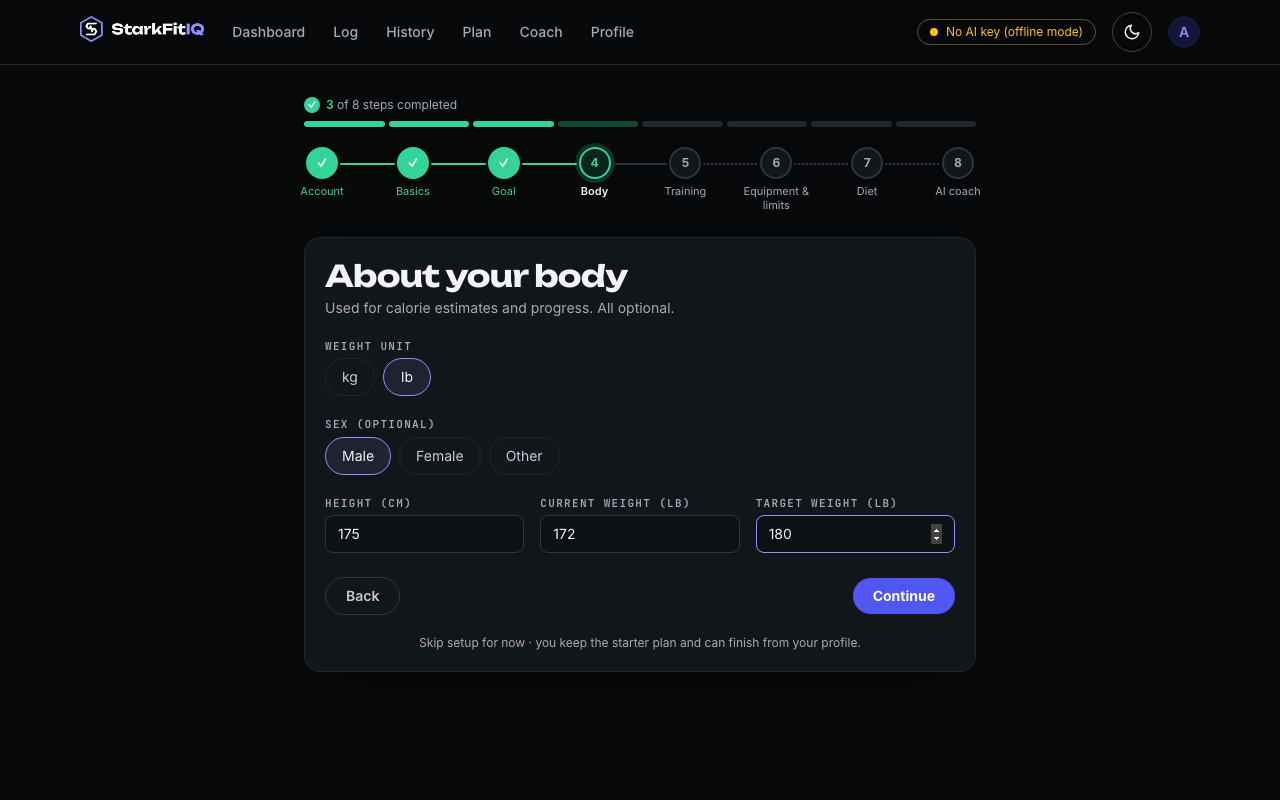 StarkFitIQ Dashboard Log History Plan Coach Profile No AI key (offline mode) A
3 of 8 steps completed
4 5 6 7 8
Account Basics Goal Body Training Equipment & limits Diet AI coach
About your body
Used for calorie estimates and progress. All optional.
WEIGHT UNIT
kg lb
SEX (OPTIONAL)
Male Female Other
HEIGHT (CM) CURRENT WEIGHT (LB) TARGET WEIGHT (LB)
175 172 180
Back Continue
Skip setup for now · you keep the starter plan and can finish from your profile.